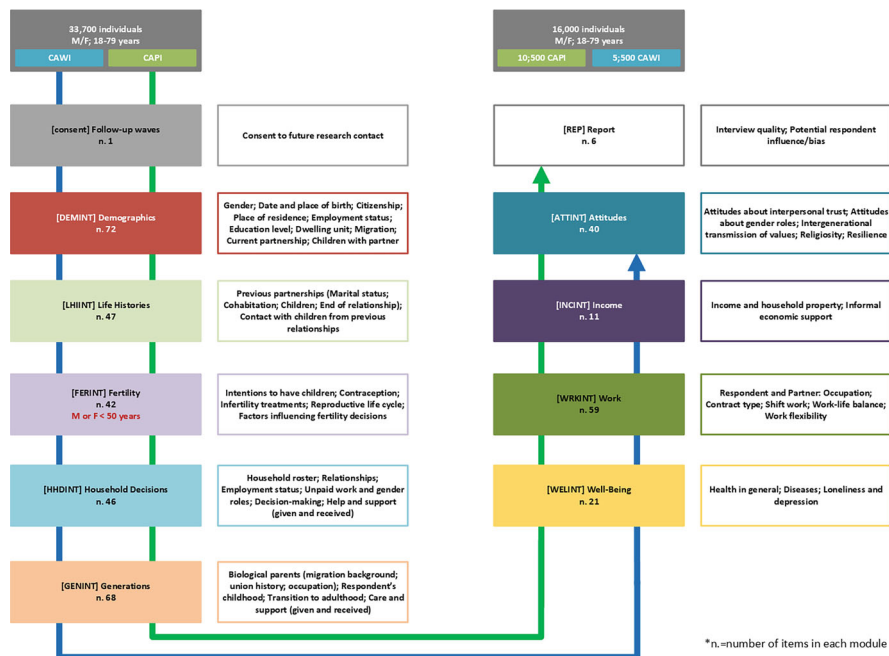 33,700 individuals
M/F; 18-79 years
CAWI
CAPI
16,000 individuals
M/F; 18-79 years
10;500 CAPI
5;500 CAWI
[consent] Follow-up waves
n. 1
Consent to future research contact
[REP] Report
n. 6
Interview quality; Potential respondent
influence/bias
[DEMINT] Demographics
n. 72
Gender; Date and place of birth; Citizenship;
Place of residence; Employment status;
Education level; Dwelling unit; Migration;
Current partnership; Children with partner
[ATTINT] Attitudes
n. 40
Attitudes about interpersonal trust; Attitudes
about gender roles; Intergenerational
transmission of values; Religiosity; Resilience
[LHIINT] Life Histories
n. 47
Previous partnerships (Marital status;
Cohabitation; Children; End of relationship);
Contact with children from previous
relationships
[INCINT] Income
n. 11
Income and household property; Informal
economic support
[FERINT] Fertility
n. 42
M or F < 50 years
Intentions to have children; Contraception;
Infertility treatments; Reproductive life cycle;
Factors influencing fertility decisions
[WRKINT] Work
n. 59
Respondent and Partner: Occupation;
Contract type; Shift work; Work-life balance;
Work flexibility
[HHDINT] Household Decisions
n. 46
Household roster; Relationships;
Employment status; Unpaid work and gender
roles; Decision-making; Help and support
(given and received)
[WELINT] Well-Being
n. 21
Health in general; Diseases; Loneliness and
depression
[GENINT] Generations
n. 68
Biological parents (migration background;
union history; occupation); Respondent's
childhood; Transition to adulthood; Care and
support (given and received)
*n.=number of items in each module